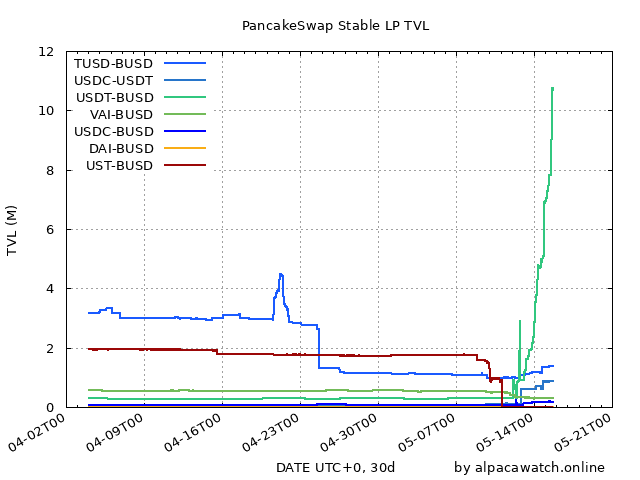 PancakeSwap Stable LP TVL
12
10
8
6
4
2
0
TVL (M)
TUSD-BUSD
USDC-USDT
USDT-BUSD
VAI-BUSD
USDC-BUSD
DAI-BUSD
UST-BUSD
04-02T00
04-09T00
04-16T00
04-23T00
04-30T00
05-07T00
05-14T00
05-21T00
DATE UTC+0, 30d
by alpacawatch.online